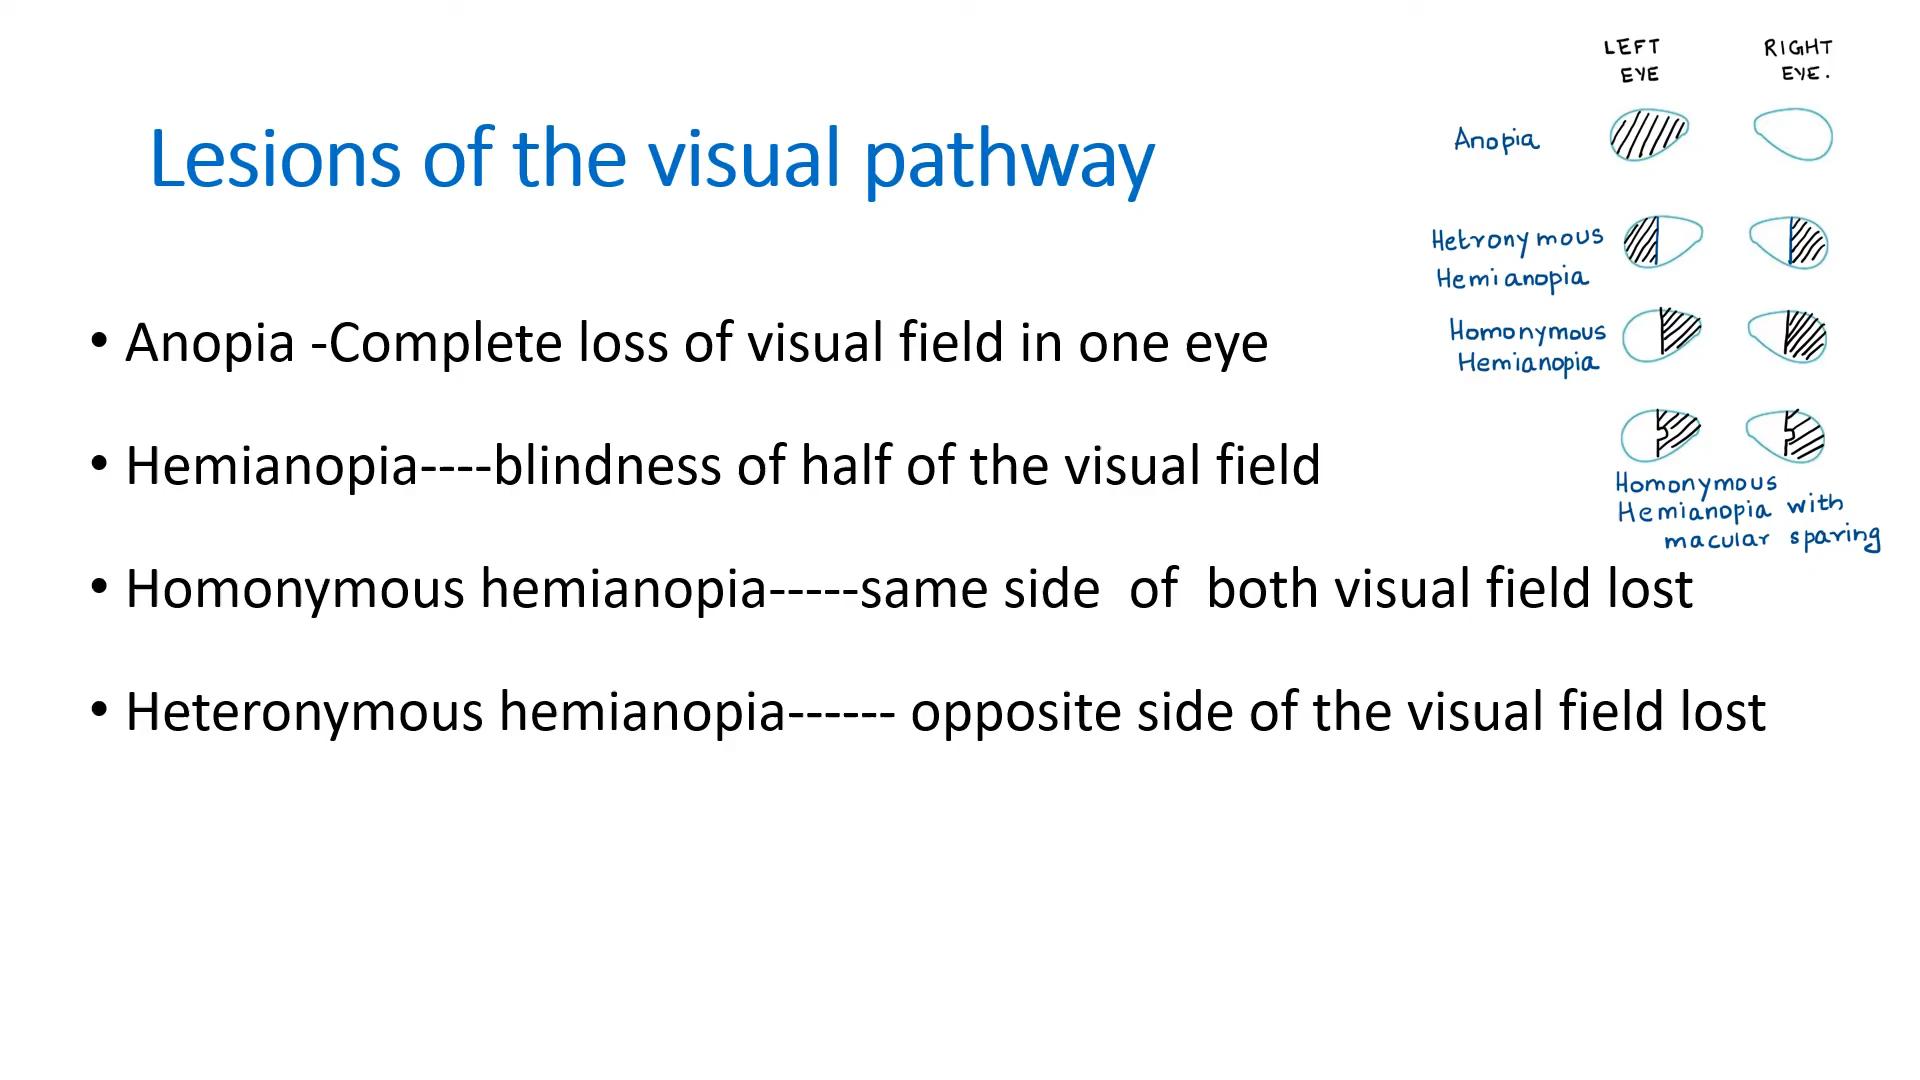 LEFT EYE
RIGHT EYE.
Lesions of the visual pathway
Anopia
Hetronymous
Hemianopia
Homonymous
Hemianopia
Homonymous
Hemianopia with
macular sparing
• Anopia -Complete loss of visual field in one eye
• Hemianopia----blindness of half of the visual field
• Homonymous hemianopia-----same side of both visual field lost
• Heteronymous hemianopia------ opposite side of the visual field lost